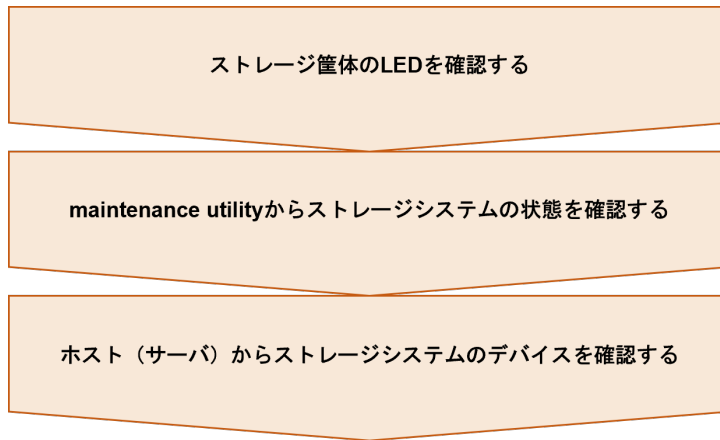 ストレージ筐体のLEDを確認する
maintenance utilityからストレージシステムの状態を確認する
ホスト（サーバ）からストレージシステムのデバイスを確認する